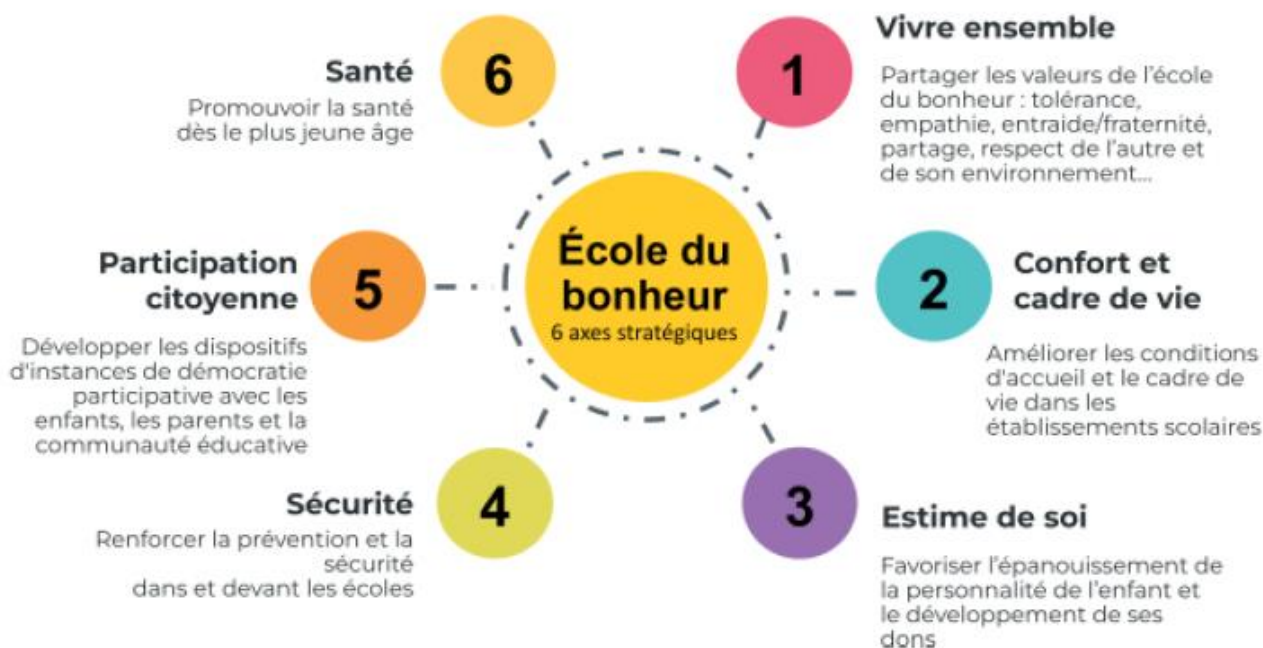 École du
bonheur
6 axes stratégiques
1
Vivre ensemble
Partager les valeurs de l'école
du bonheur : tolérance,
empathie, entraide/fraternité,
partage, respect de l'autre et
de son environnement...
2
Confort et
cadre de vie
Améliorer les conditions
d'accueil et le cadre de
vie dans les
établissements scolaires
3
Estime de soi
Favoriser l'épanouissement de
la personnalité de l'enfant et
le développement de ses
dons
4
Sécurité
Renforcer la prévention et la
sécurité
dans et devant les écoles
5
Participation
citoyenne
Développer les dispositifs
d'instances de démocratie
participative avec les
enfants, les parents et la
communauté éducative
6
Santé
Promouvoir la santé
dès le plus jeune âge